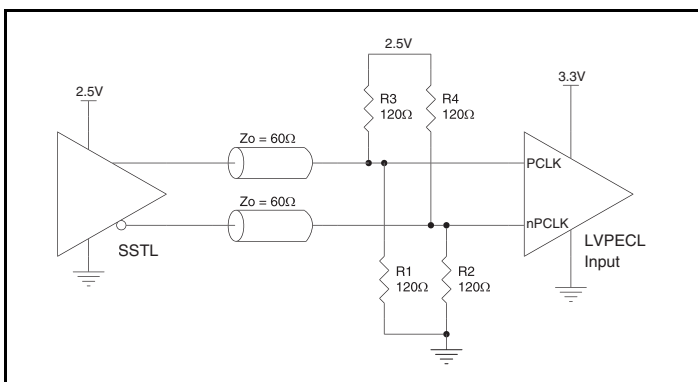 2.5V
3.3V
2.5V
R3
120Ω
R4
120Ω
Zo = 60Ω
PCLK
Zo = 60Ω
nPCLK
SSTL
LVPECL
Input
R1
120Ω
R2
120Ω